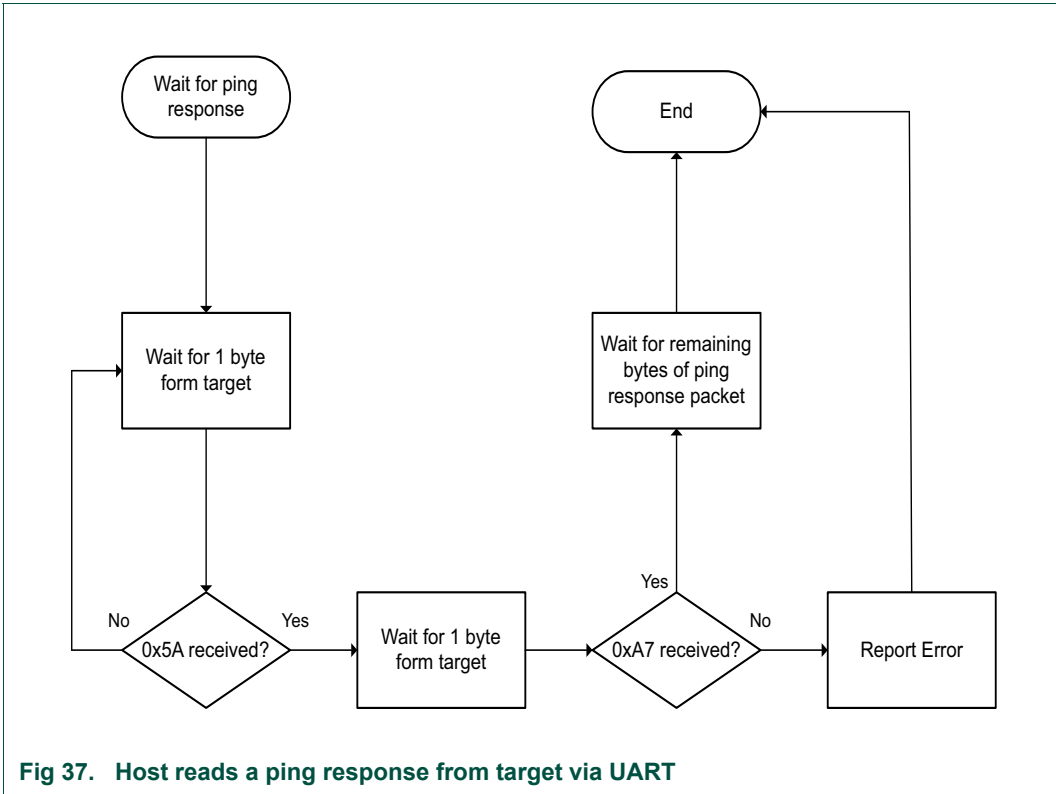 Wait for ping
response
Wait for 1 byte
form target
No
0x5A received?
Yes
Wait for 1 byte
form target
0xA7 received?
Yes
No
Report Error
Wait for remaining
bytes of ping
response packet
End
Fig 37. Host reads a ping response from target via UART